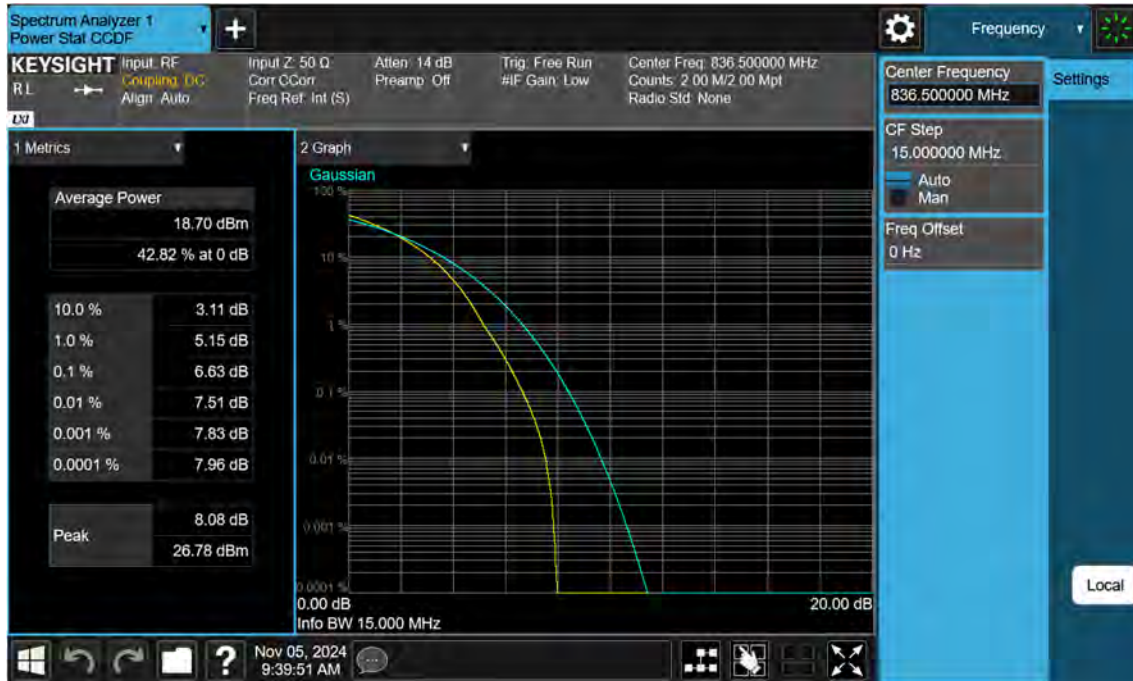 Spectrum Analyzer 1
Power Stat CCDF
Frequency
KEYSIGHT
RL
LXI
Input: RF
Coupling: DC
Align: Auto
Input Z: 50 Ω
Corr CCorr
Freq Ref: Int (S)
Atten: 14 dB
Preamp: Off
Trig: Free Run
#IF Gain: Low
Center Freq: 836.500000 MHz
Counts: 2.00 M/2.00 Mpt
Radio Std: None
Center Frequency
836.500000 MHz
Settings
CF Step
15.000000 MHz
Auto
Man
Freq Offset
0 Hz
Local
1 Metrics
Average Power
18.70 dBm
42.82 % at 0 dB
10.0 % 3.11 dB
1.0 % 5.15 dB
0.1 % 6.63 dB
0.01 % 7.51 dB
0.001 % 7.83 dB
0.0001 % 7.96 dB
Peak
8.08 dB
26.78 dBm
2 Graph
Gaussian
100 %
10 %
1 %
0.1 %
0.01 %
0.001 %
0.0001 %
0.00 dB 20.00 dB
Info BW 15.000 MHz
Nov 05, 2024
9:39:51 AM